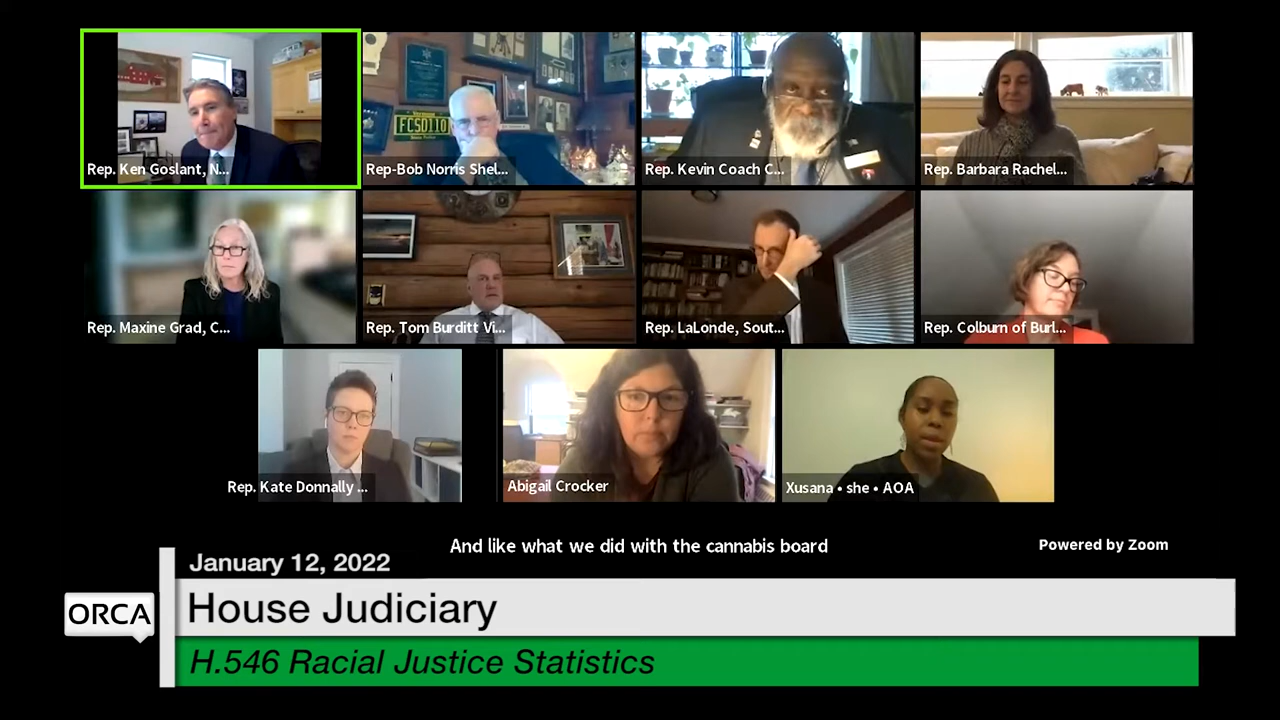 FCSD110
Rep. Ken Goslant, N...
Rep-Bob Norris Shel...
Rep. Kevin Coach C...
Rep. Barbara Rachel...
Rep. Maxine Grad, C...
Rep. Tom Burditt Vi...
Rep. LaLonde, Sout...
Rep. Colburn of Burl...
Rep. Kate Donnally ...
Abigail Crocker
Xusana • she • AOA
And like what we did with the cannabis board
Powered by Zoom
January 12, 2022
ORCA
House Judiciary
H.546 Racial Justice Statistics